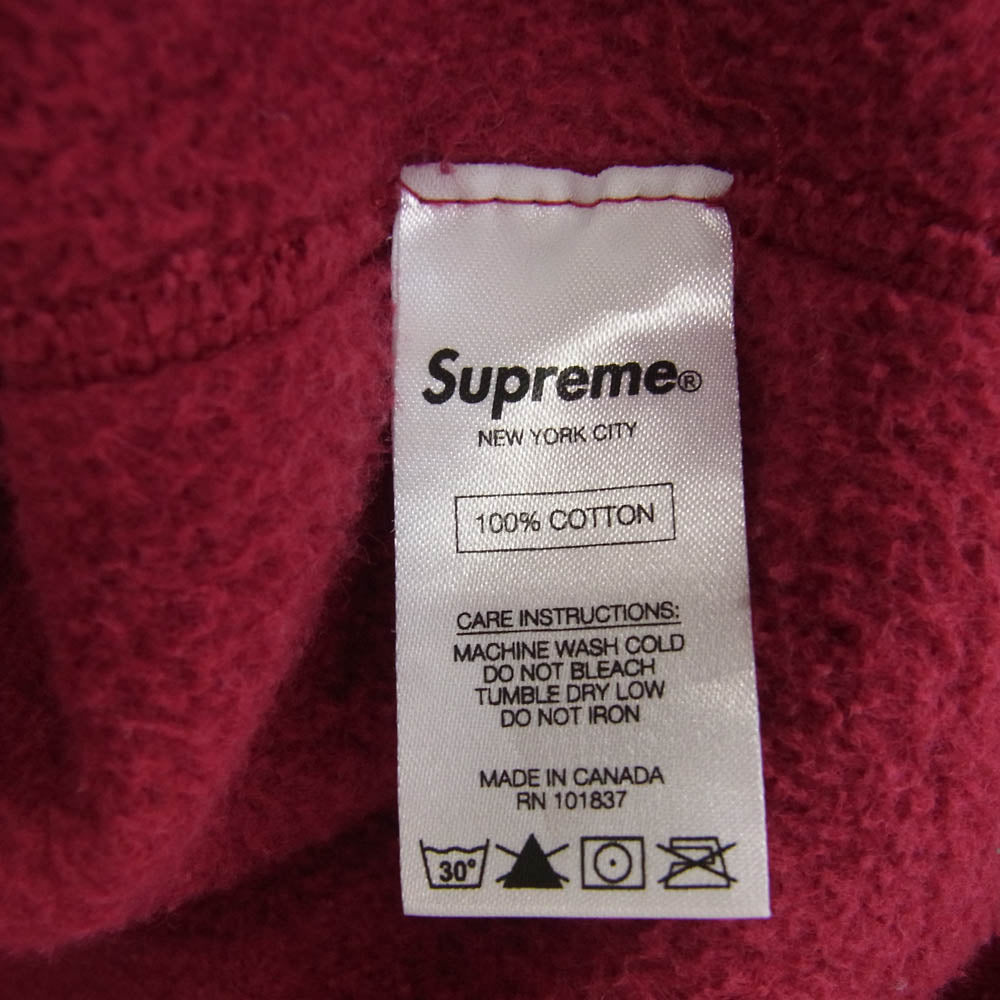 Supreme®
NEW YORK CITY
100% COTTON
CARE INSTRUCTIONS:
MACHINE WASH COLD
DO NOT BLEACH
TUMBLE DRY LOW
DO NOT IRON
MADE IN CANADA
RN 101837
30°